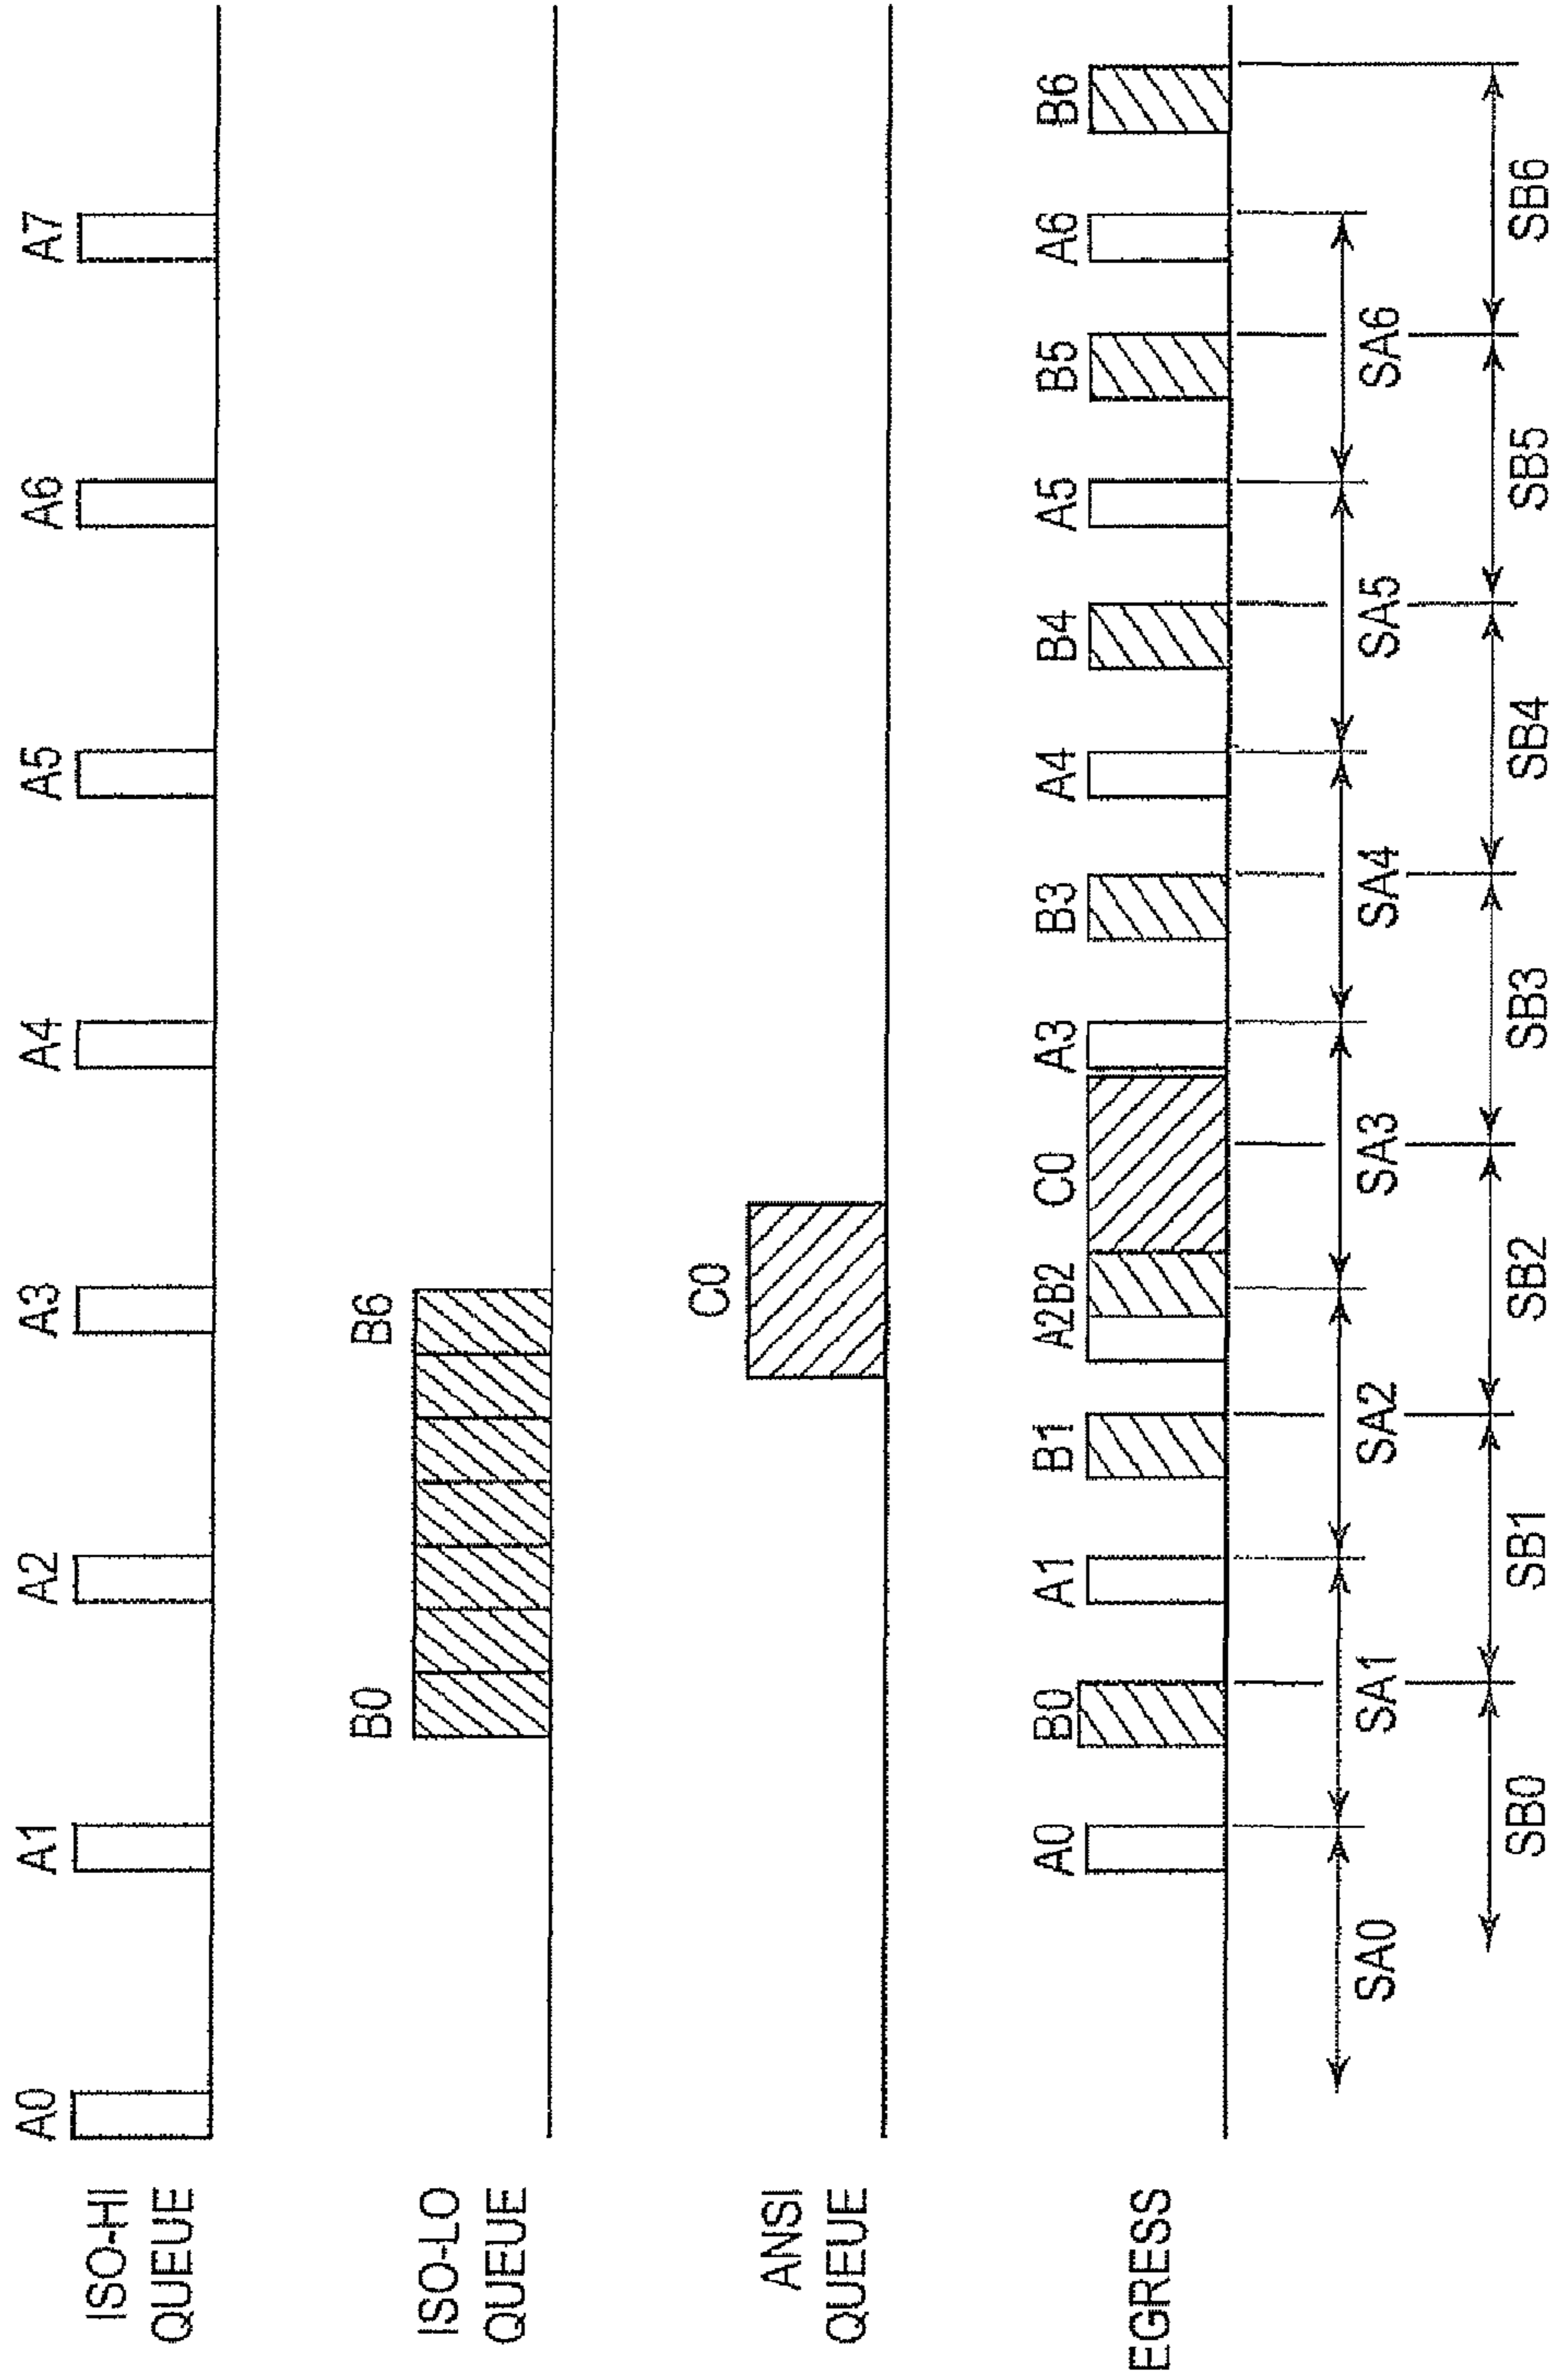 ISO-HI
QUEUE
A0 A1 A2 A3 A4 A5 A6 A7
ISO-LO
QUEUE
B0 B6
ANSI
QUEUE
C0
EGRESS
A0 B0 A1 B1 A2 B2 C0 A3 B3 A4 B4 A5 B5 A6 B6
SA0 SA1 SA2 SA3 SA4 SA5 SA6
SB0 SB1 SB2 SB3 SB4 SB5 SB6